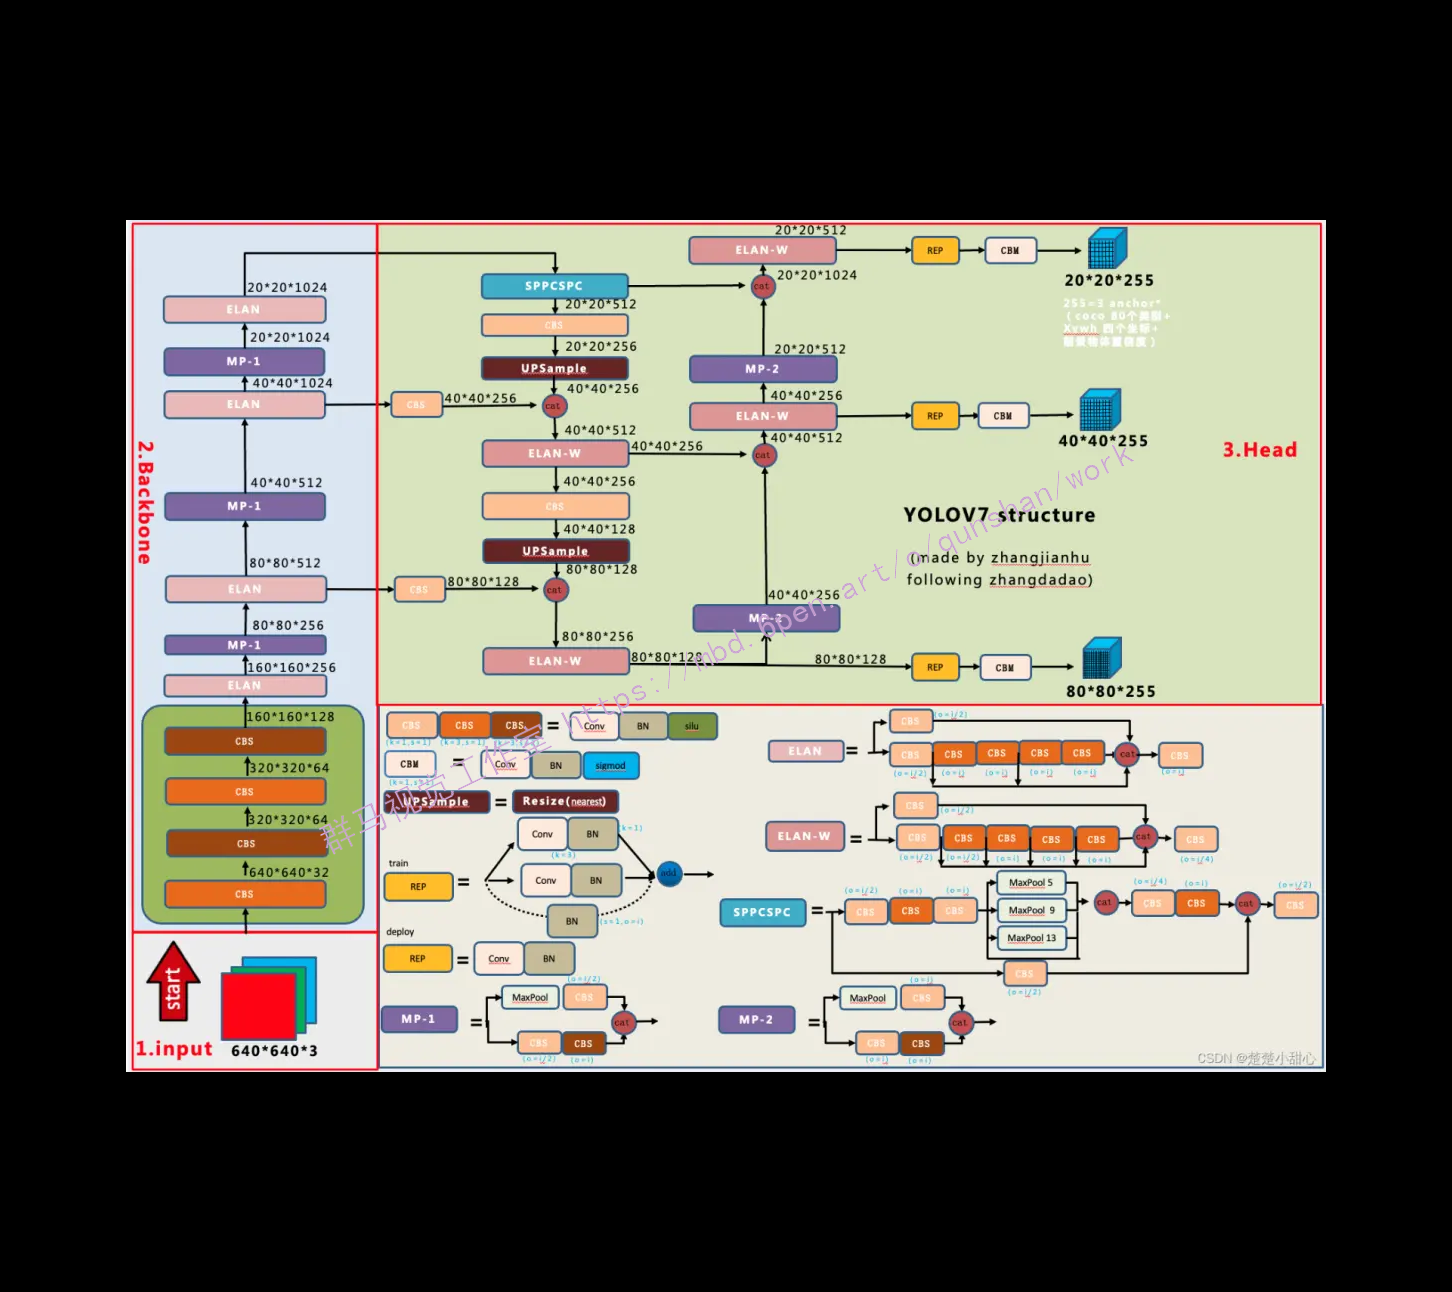 20*20*1024
ELAN
20*20*1024
MP-1
40*40*1024
ELAN
40*40*512
MP-1
80*80*512
ELAN
80*80*256
MP-1
160*160*256
ELAN
160*160*128
CBS
320*320*64
CBS
320*320*64
CBS
640*640*32
CBS
2.Backbone
start
1.input
640*640*3
SPPCSPC
20*20*512
CBS
20*20*256
UPSample
40*40*256
CBS
40*40*256
cat
40*40*512
ELAN-W
40*40*256
40*40*256
CBS
40*40*128
UPSample
80*80*128
CBS
80*80*128
cat
80*80*256
ELAN-W
80*80*128
80*80*128
20*20*512
ELAN-W
20*20*1024
cat
20*20*512
MP-2
40*40*256
ELAN-W
40*40*512
cat
40*40*256
MP-2
REP
CBM
20*20*255
255=3 anchor*
(coco 80个类别+
Xywh 四个坐标+
REP
CBM
40*40*255
3.Head
YOLOV7 structure
(made by zhangjianhu
following zhangdadao)
REP
CBM
80*80*255
CBS CBS CBS = Conv BN silu
(k=1,s=1) (k=3,s=1)
CBM = Conv BN sigmod
UPSample = Resize(nearest)
Conv BN (k=1)
(k=3)
train
REP =
Conv BN
add
BN (s=1,o=i)
deploy
REP = Conv BN
(o=i/2)
MaxPool CBS
MP-1 =
cat
CBS CBS
(o=i/2) (o=i)
CBS (o=i/2)
ELAN =
CBS CBS CBS CBS CBS cat CBS
(o=i/2) (o=i) (o=i) (o=i) (o=i) (o=i)
CBS (o=i/2)
ELAN-W =
CBS CBS CBS CBS CBS cat CBS
(o=i/2) (o=i/2) (o=i) (o=i) (o=i) (o=i/4)
MaxPool 5
(o=i/2) (o=i) (o=i) (o=i/4) (o=i) (o=i/2)
SPPCSPC = CBS CBS CBS MaxPool 9 cat CBS CBS cat CBS
MaxPool 13
CBS
(o=i/2)
(o=i)
MaxPool CBS
MP-2 =
cat
CBS CBS
(o=i) (o=i)
群马视觉工作室 https://mbd.bpen.art/o/qunshan/work
CSDN @楚楚小甜心